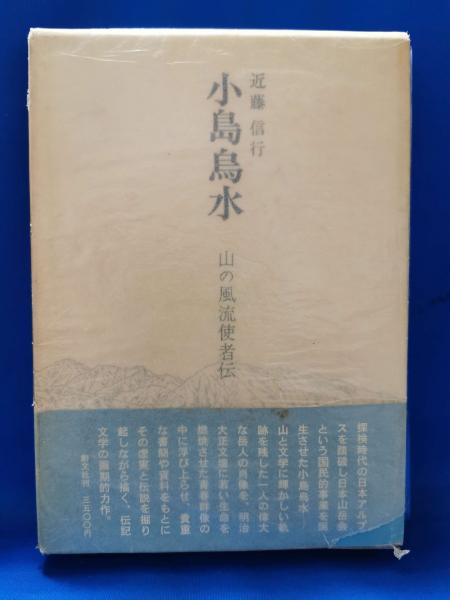 近藤信行
小島烏水
山の風流使者伝
探検時代の日本アルプ
スを踏破し日本山岳会
という国民的事業を誕
生させた小島烏水――
山と文学に輝かしい軌
跡を残した一人の偉大
な岳人の肖像を、明治
大正文壇に若い生命を
燃焼させた青春群像の
中に浮び上らせ、貴重
な書簡や資料をもとに
その虚実と伝説を掘り
起しながら描く、伝記
文学の画期的力作。
創文社刊 三五〇〇円